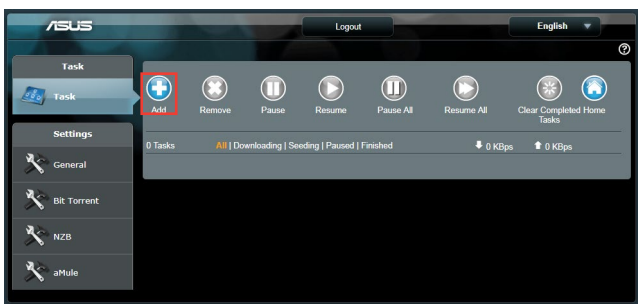 ASUS
Logout
English
Task
Task
Add
Remove
Pause
Resume
Pause All
Resume All
Clear Completed Tasks
Home
0 Tasks
All | Downloading | Seeding | Paused | Finished
0 KBps
0 KBps
Settings
General
Bit Torrent
NZB
aMule